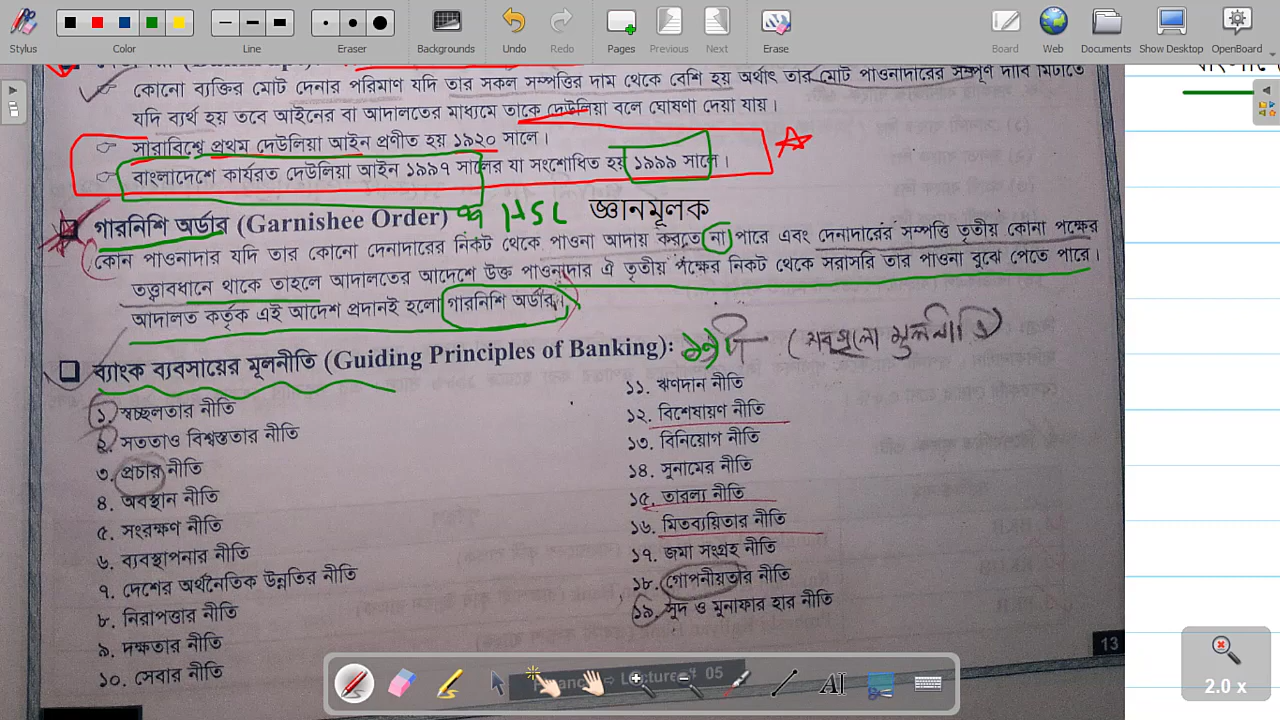 Stylus Color Line Eraser Backgrounds Undo Redo Pages Previous Next Erase Board Web Documents Show Desktop OpenBoard
কোনো ব্যক্তির মোট দেনার পরিমাণ যদি তার সকল সম্পত্তির দাম থেকে বেশি হয় অর্থাৎ তার মোট পাওনাদারের সম্পূর্ণ দাবি মিটাতে
যদি ব্যর্থ হয় তবে আইনের বা আদালতের মাধ্যমে তাকে দেউলিয়া বলে ঘোষণা দেয়া যায়।
সারাবিশ্বে প্রথম দেউলিয়া আইন প্রণীত হয় ১৯২০ সালে।
বাংলাদেশে কার্যরত দেউলিয়া আইন ১৯৯৭ সালের যা সংশোধিত হয় ১৯৯৯ সালে।
গারনিশি অর্ডার (Garnishee Order) HSC জ্ঞানমূলক
কোন পাওনাদার যদি তার কোনো দেনাদারের নিকট থেকে পাওনা আদায় করতে না পারে এবং দেনাদারের সম্পত্তি তৃতীয় কোনা পক্ষের
তত্ত্বাবধানে থাকে তাহলে আদালতের আদেশে উক্ত পাওনাদার ঐ তৃতীয় পক্ষের নিকট থেকে সরাসরি তার পাওনা বুঝে পেতে পারে।
আদালত কর্তৃক এই আদেশ প্রদানই হলো গারনিশি অর্ডার।
ব্যাংক ব্যবসায়ের মূলনীতি (Guiding Principles of Banking): ১৯টি (সবগুলো মূলনীতি)
১. স্বচ্ছলতার নীতি
২. সততাও বিশ্বস্ততার নীতি
৩. প্রচার নীতি
৪. অবস্থান নীতি
৫. সংরক্ষণ নীতি
৬. ব্যবস্থাপনার নীতি
৭. দেশের অর্থনৈতিক উন্নতির নীতি
৮. নিরাপত্তার নীতি
৯. দক্ষতার নীতি
১০. সেবার নীতি
১১. ঋণদান নীতি
১২. বিশেষায়ণ নীতি
১৩. বিনিয়োগ নীতি
১৪. সুনামের নীতি
১৫. তারল্য নীতি
১৬. মিতব্যয়িতার নীতি
১৭. জমা সংগ্রহ নীতি
১৮. গোপনীয়তার নীতি
১৯. সুদ ও মুনাফার হার নীতি
13
Lecture # 05
2.0 x